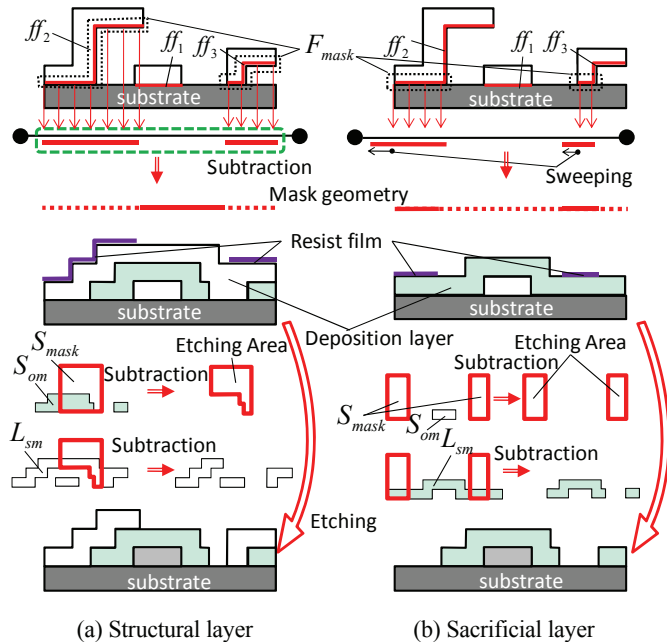 ff2 ff1 ff3 Fmask ff2 ff1 ff3
substrate substrate
Subtraction Sweeping
Mask geometry
Resist film
substrate Deposition layer substrate
Smask Etching Area Etching Area
Som Subtraction Subtraction
Smask Som
Lsm Subtraction Lsm Subtraction
Etching
substrate substrate
(a) Structural layer (b) Sacrificial layer